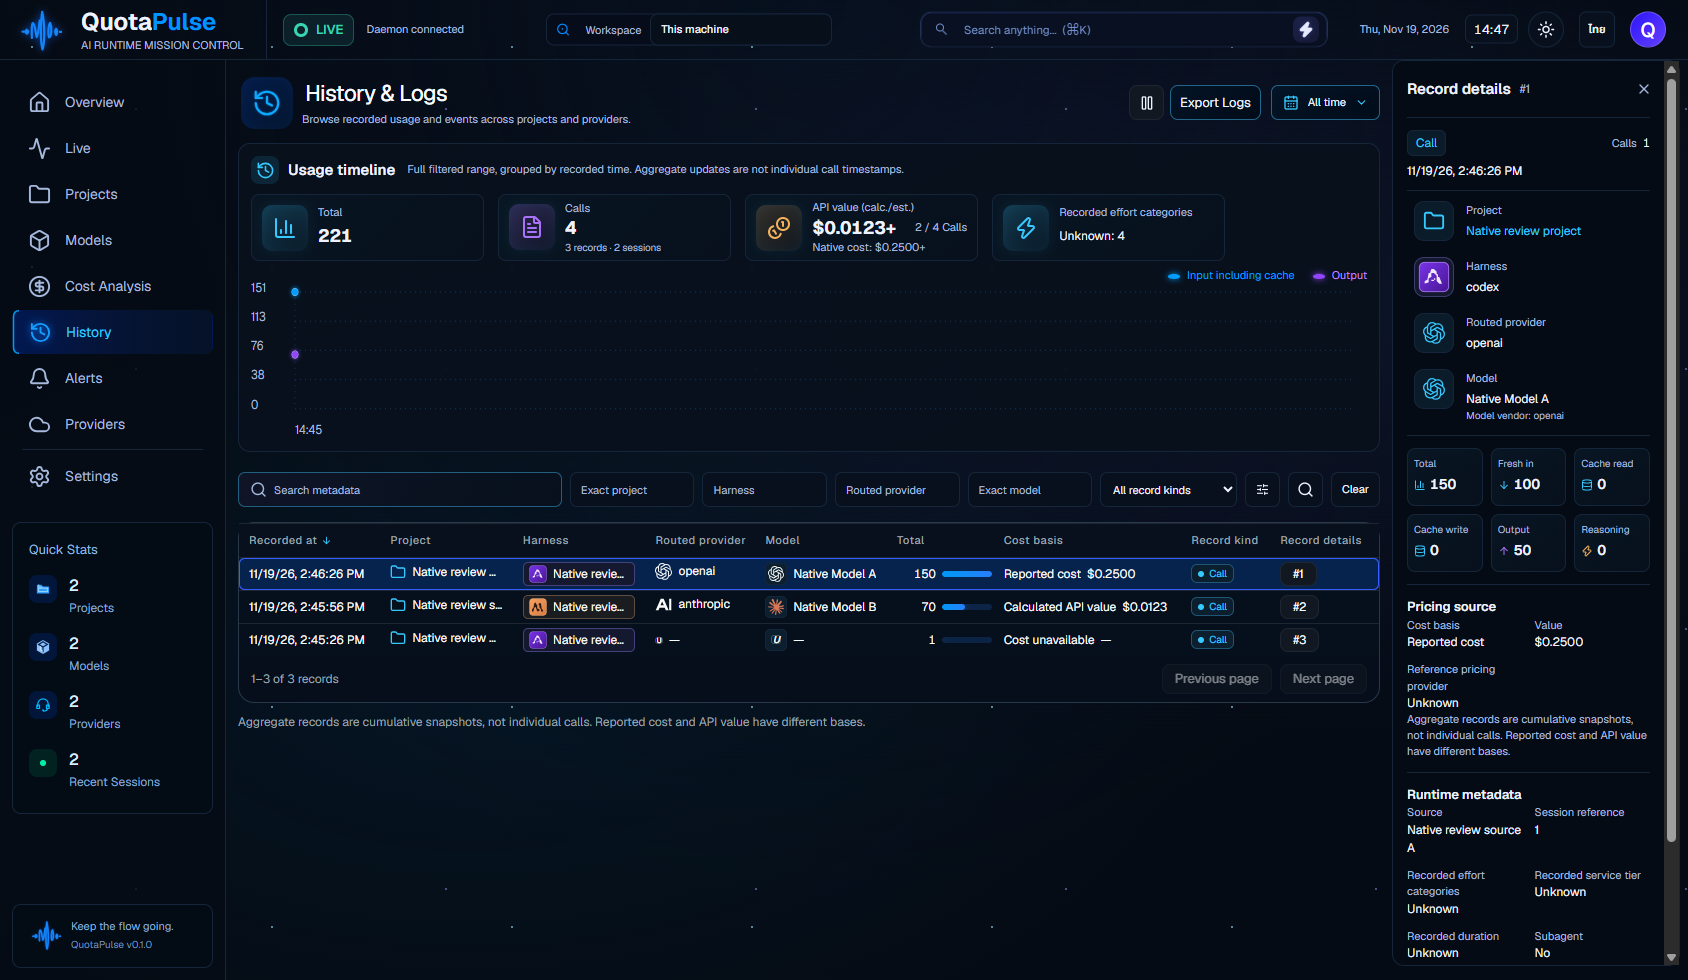 QuotaPulse
AI RUNTIME MISSION CONTROL
LIVE
Daemon connected
Workspace
This machine
Search anything... (⌘K)
Thu, Nov 19, 2026
14:47
ไทย
Q
Overview
Live
Projects
Models
Cost Analysis
History
Alerts
Providers
Settings
Quick Stats
2
Projects
2
Models
2
Providers
2
Recent Sessions
Keep the flow going.
QuotaPulse v0.1.0
History & Logs
Browse recorded usage and events across projects and providers.
Export Logs
All time
Usage timeline
Full filtered range, grouped by recorded time. Aggregate updates are not individual call timestamps.
Total
221
Calls
4
3 records · 2 sessions
API value (calc./est.)
$0.0123+ 2 / 4 Calls
Native cost: $0.2500+
Recorded effort categories
Unknown: 4
Input including cache
Output
151
113
76
38
0
14:45
Search metadata
Exact project
Harness
Routed provider
Exact model
All record kinds
Clear
Recorded at ↓ Project Harness Routed provider Model Total Cost basis Record kind Record details
11/19/26, 2:46:26 PM Native review ... Native revie... openai Native Model A 150 Reported cost $0.2500 Call #1
11/19/26, 2:45:56 PM Native review s... Native revie... AI anthropic Native Model B 70 Calculated API value $0.0123 Call #2
11/19/26, 2:45:26 PM Native review ... Native revie... U — U — 1 Cost unavailable — Call #3
1–3 of 3 records
Previous page
Next page
Aggregate records are cumulative snapshots, not individual calls. Reported cost and API value have different bases.
Record details #1
Call
Calls 1
11/19/26, 2:46:26 PM
Project
Native review project
Harness
codex
Routed provider
openai
Model
Native Model A
Model vendor: openai
Total
150
Fresh in
↓ 100
Cache read
0
Cache write
0
Output
↑ 50
Reasoning
0
Pricing source
Cost basis
Reported cost
Value
$0.2500
Reference pricing
provider
Unknown
Aggregate records are cumulative snapshots,
not individual calls. Reported cost and API value
have different bases.
Runtime metadata
Source
Native review source
A
Session reference
1
Recorded effort
categories
Unknown
Recorded service tier
Unknown
Recorded duration
Unknown
Subagent
No